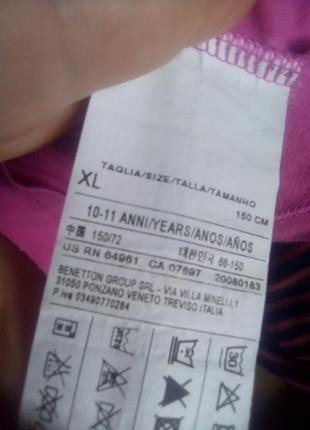 TAGLIA/SIZE/TALLA/TAMANHO
XL
150 CM
10-11 ANNI/YEARS/ANOS/AÑOS
中國 150/72 대한민국 66-150
US RN 64961 CA 07697 20080183
BENETTON GROUP SRL - VIA VILLA MINELLI,1
31050 PONZANO VENETO TREVISO ITALIA
P.iva 03490770264
30